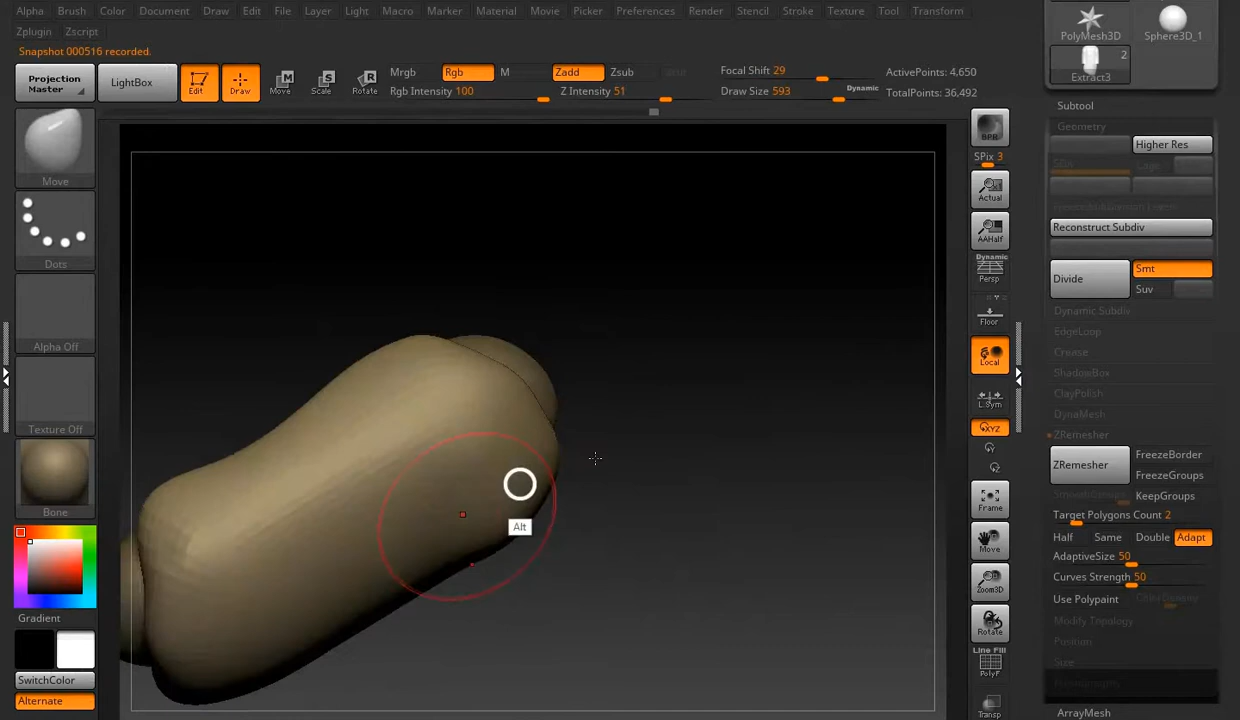 Alpha Brush Color Document Draw Edit File Layer Light Macro Marker Material Movie Picker Preferences Render Stencil Stroke Texture Tool Transform
Zplugin Zscript
Snapshot 000516 recorded.
Projection
Master
LightBox
Edit
Draw
Move
Scale
Rotate
Mrgb Rgb M Zadd Zsub
Rgb Intensity 100 Z Intensity 51
Focal Shift 29
Draw Size 593 Dynamic
ActivePoints: 4,650
TotalPoints: 36,492
Move
Dots
Alpha Off
Texture Off
Bone
Gradient
SwitchColor
Alternate
Alt
BPR
SPix 3
Actual
AAHalf
Dynamic
Persp
Floor
Local
L.Sym
XYZ
Frame
Move
Zoom3D
Rotate
Line Fill
PolyF
Transp
PolyMesh3D Sphere3D_1
2
Extract3
Subtool
Geometry
Higher Res
Reconstruct Subdiv
Divide
Smt
Suv
Dynamic Subdiv
EdgeLoop
Crease
ShadowBox
ClayPolish
DynaMesh
ZRemesher
ZRemesher
FreezeBorder
FreezeGroups
KeepGroups
Target Polygons Count 2
Half Same Double Adapt
AdaptiveSize 50
Curves Strength 50
Use Polypaint
Modify Topology
Position
Size
ArrayMesh